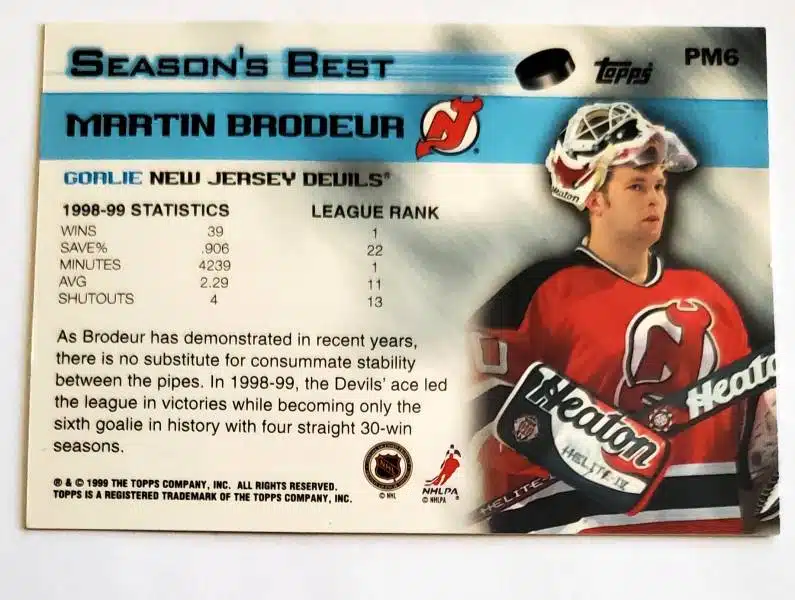 SEASON'S BEST
Topps
PM6
MARTIN BRODEUR
GOALIE NEW JERSEY DEVILS®
1998-99 STATISTICS LEAGUE RANK
WINS 39 1
SAVE% .906 22
MINUTES 4239 1
AVG 2.29 11
SHUTOUTS 4 13
As Brodeur has demonstrated in recent years,
there is no substitute for consummate stability
between the pipes. In 1998-99, the Devils' ace led
the league in victories while becoming only the
sixth goalie in history with four straight 30-win
seasons.
® & © 1999 THE TOPPS COMPANY, INC. ALL RIGHTS RESERVED.
TOPPS IS A REGISTERED TRADEMARK OF THE TOPPS COMPANY, INC.
NHL
© NHL
NHLPA
© NHLPA
Heaton
Heaton
HELITE-IV
Heato
HELITE-